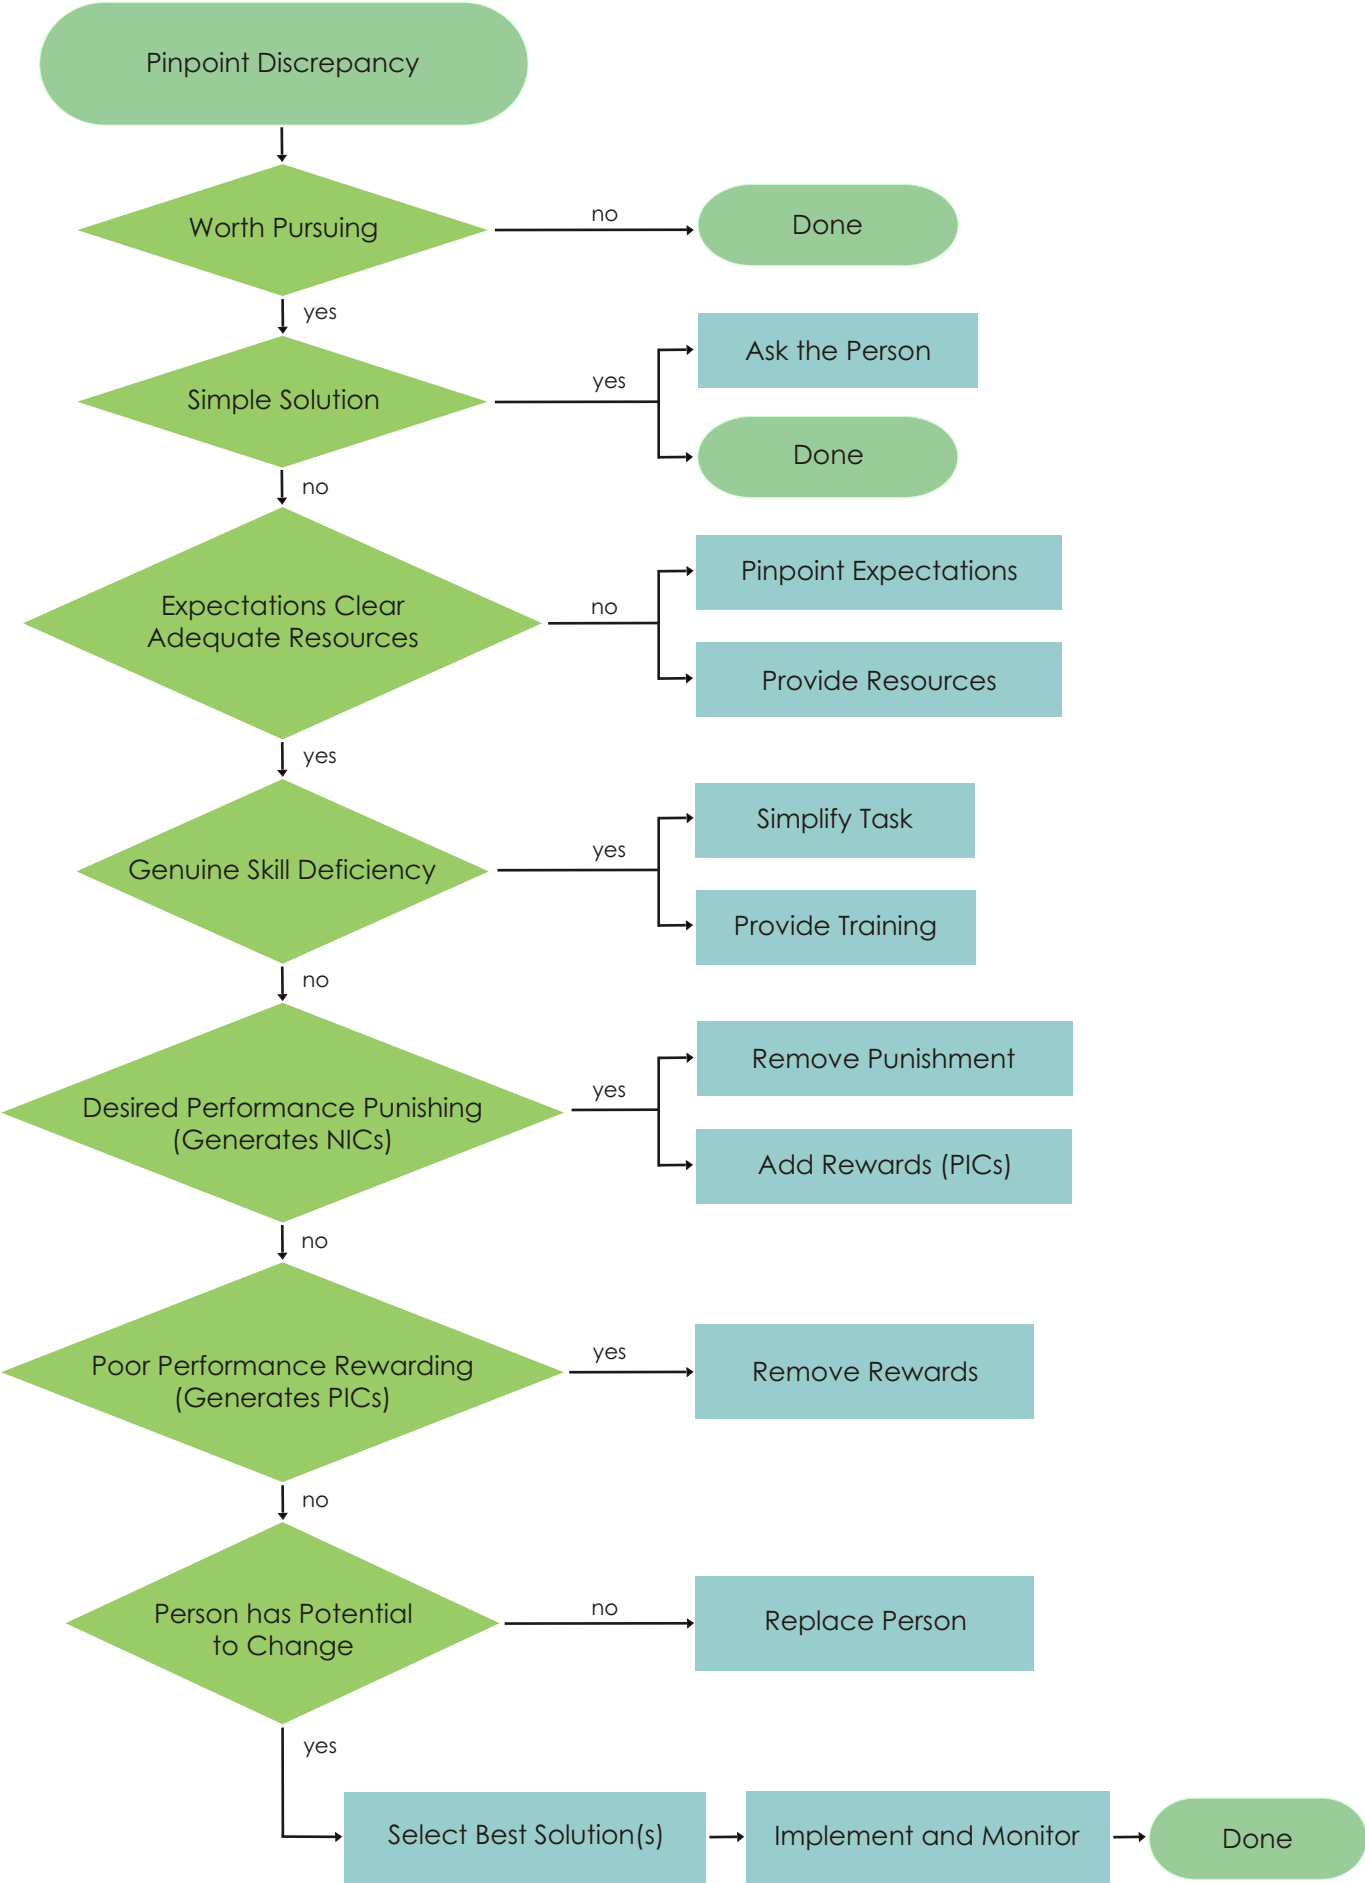 Pinpoint Discrepancy
Worth Pursuing
no
Done
yes
Simple Solution
yes
Ask the Person
Done
no
Expectations Clear
Adequate Resources
no
Pinpoint Expectations
Provide Resources
yes
Genuine Skill Deficiency
yes
Simplify Task
Provide Training
no
Desired Performance Punishing
(Generates NICs)
yes
Remove Punishment
Add Rewards (PICs)
no
Poor Performance Rewarding
(Generates PICs)
yes
Remove Rewards
no
Person has Potential
to Change
no
Replace Person
yes
Select Best Solution(s)
Implement and Monitor
Done